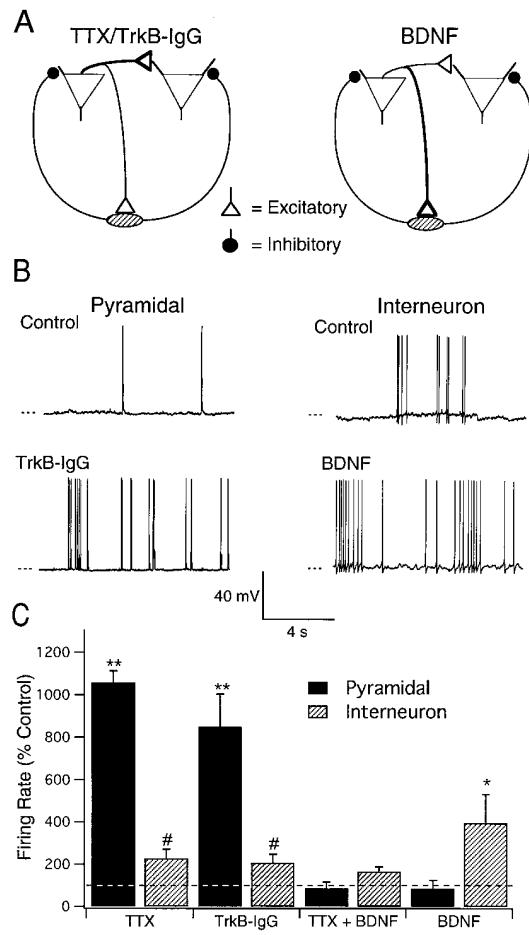 A
TTX/TrkB-IgG
BDNF
= Excitatory
= Inhibitory
B
Pyramidal
Interneuron
Control
Control
TrkB-IgG
BDNF
40 mV
4 s
C
Firing Rate (% Control)
1200
1000
800
600
400
200
0
**
#
**
#
*
Pyramidal
Interneuron
TTX
TrkB-IgG
TTX + BDNF
BDNF